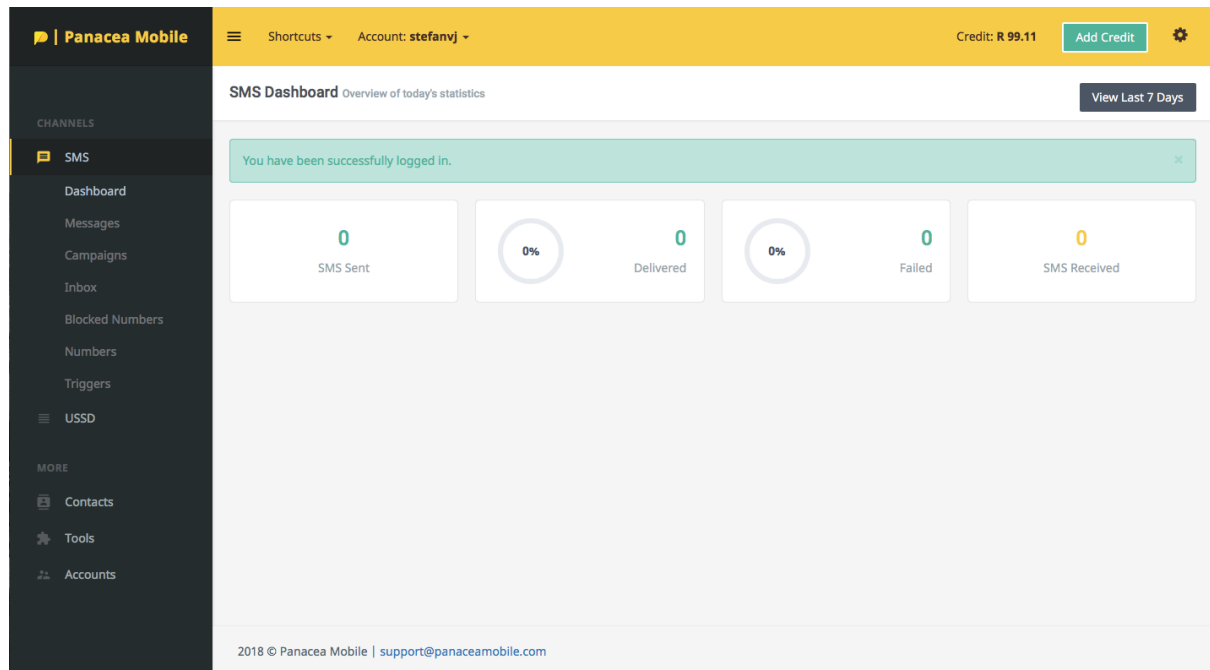 | Panacea Mobile
Shortcuts
Account: stefanvj
Credit: R 99.11
Add Credit
SMS Dashboard Overview of today's statistics
View Last 7 Days
CHANNELS
SMS
Dashboard
Messages
Campaigns
Inbox
Blocked Numbers
Numbers
Triggers
USSD
MORE
Contacts
Tools
Accounts
You have been successfully logged in.
×
0
SMS Sent
0%
0
Delivered
0%
0
Failed
0
SMS Received
2018 © Panacea Mobile | support@panaceamobile.com